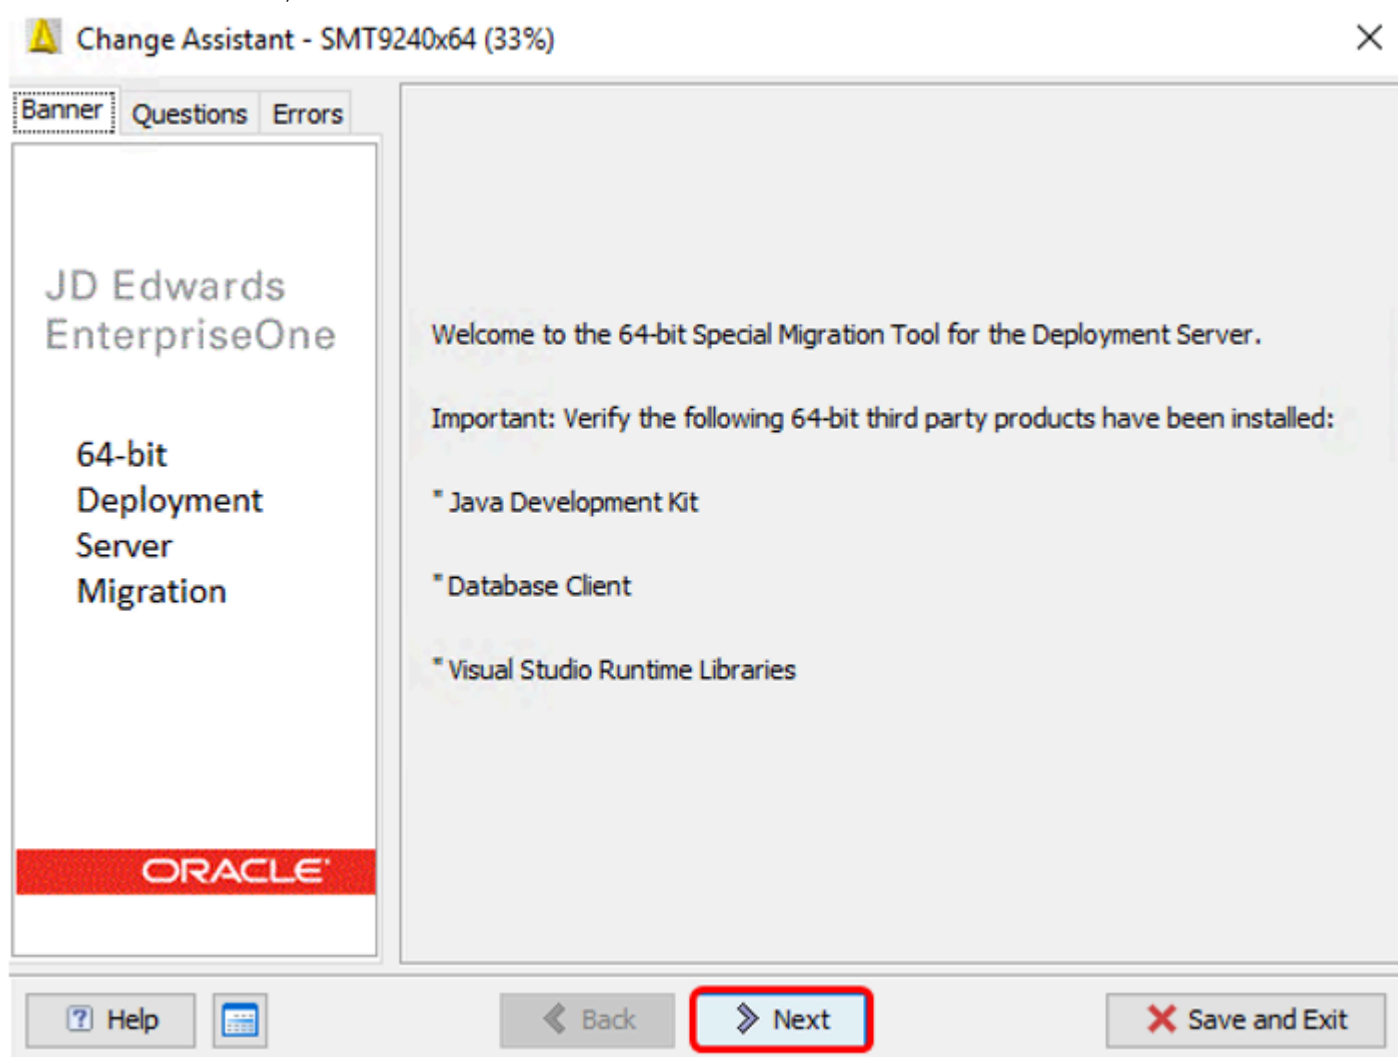 Change Assistant - SMT9240x64 (33%)
Banner Questions Errors
JD Edwards
EnterpriseOne
64-bit
Deployment
Server
Migration
ORACLE
Welcome to the 64-bit Special Migration Tool for the Deployment Server.
Important: Verify the following 64-bit third party products have been installed:
" Java Development Kit
" Database Client
" Visual Studio Runtime Libraries
? Help
Back
Next
Save and Exit